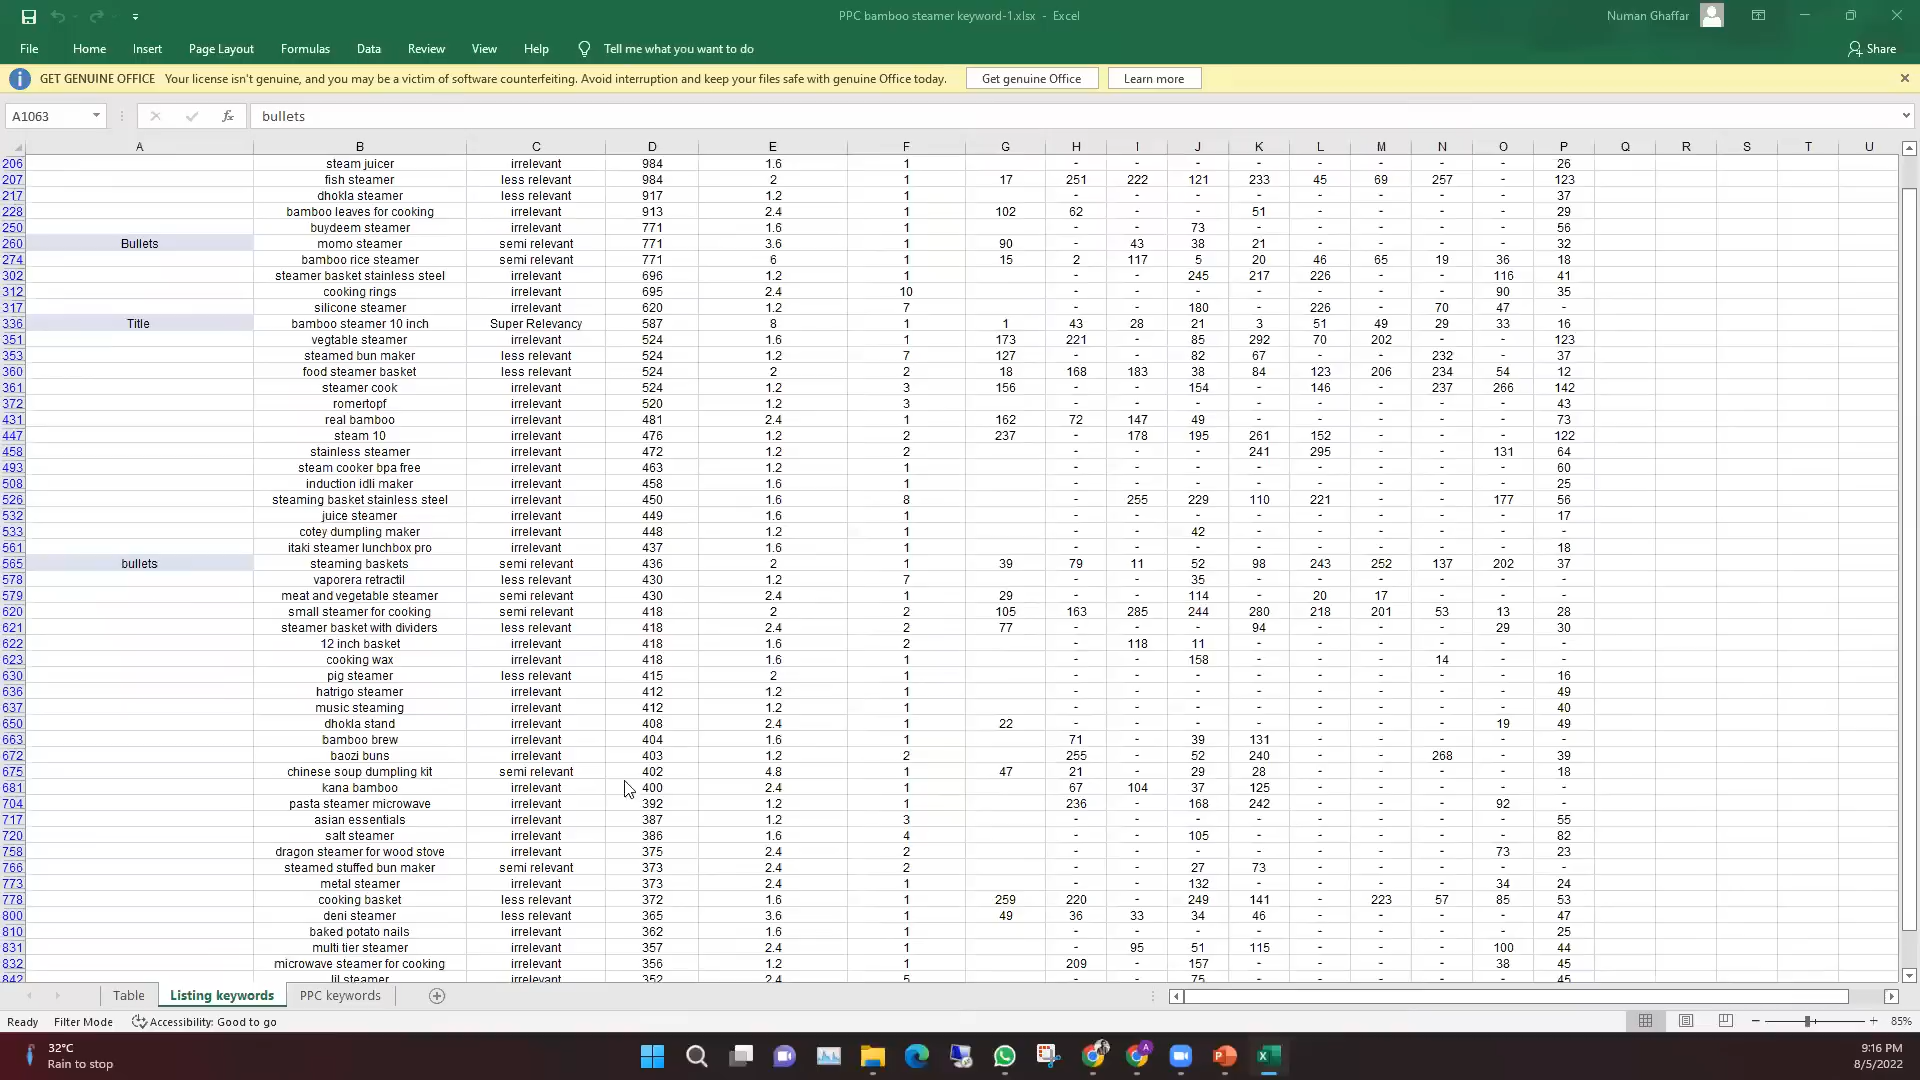 PPC bamboo steamer keyword-1.xlsx - Excel
Numan Ghaffar
File Home Insert Page Layout Formulas Data Review View Help Tell me what you want to do Share
GET GENUINE OFFICE Your license isn't genuine, and you may be a victim of software counterfeiting. Avoid interruption and keep your files safe with genuine Office today. Get genuine Office Learn more
A1063 fx bullets
A B C D E F G H I J K L M N O P Q R S T U
206 steam juicer irrelevant 984 1.6 1 - - - - - - - - 26
207 fish steamer less relevant 984 2 1 17 251 222 121 233 45 69 257 - 123
217 dhokla steamer less relevant 917 1.2 1 - - - - - - - - 37
228 bamboo leaves for cooking irrelevant 913 2.4 1 102 62 - - 51 - - - - 29
250 buydeem steamer irrelevant 771 1.6 1 - - 73 - - - - - 56
260 Bullets momo steamer semi relevant 771 3.6 1 90 - 43 38 21 - - - - 32
274 bamboo rice steamer semi relevant 771 6 1 15 2 117 5 20 46 65 19 36 18
302 steamer basket stainless steel irrelevant 696 1.2 1 - - 245 217 226 - - 116 41
312 cooking rings irrelevant 695 2.4 10 - - - - - - - 90 35
317 silicone steamer irrelevant 620 1.2 7 - - 180 - 226 - 70 47 -
336 Title bamboo steamer 10 inch Super Relevancy 587 8 1 1 43 28 21 3 51 49 29 33 16
351 vegtable steamer irrelevant 524 1.6 1 173 221 - 85 292 70 202 - - 123
353 steamed bun maker less relevant 524 1.2 7 127 - - 82 67 - - 232 - 37
360 food steamer basket less relevant 524 2 2 18 168 183 38 84 123 206 234 54 12
361 steamer cook irrelevant 524 1.2 3 156 - - 154 - 146 - 237 266 142
372 romertopf irrelevant 520 1.2 3 - - - - - - - - 43
431 real bamboo irrelevant 481 2.4 1 162 72 147 49 - - - - - 73
447 steam 10 irrelevant 476 1.2 2 237 - 178 195 261 152 - - - 122
458 stainless steamer irrelevant 472 1.2 2 - - - 241 295 - - 131 64
493 steam cooker bpa free irrelevant 463 1.2 1 - - - - - - - - 60
508 induction idli maker irrelevant 458 1.6 1 - - - - - - - - 25
526 steaming basket stainless steel irrelevant 450 1.6 8 - 255 229 110 221 - - 177 56
532 juice steamer irrelevant 449 1.6 1 - - - - - - - - 17
533 cotey dumpling maker irrelevant 448 1.2 1 - - 42 - - - - - -
561 itaki steamer lunchbox pro irrelevant 437 1.6 1 - - - - - - - - 18
565 bullets steaming baskets semi relevant 436 2 1 39 79 11 52 98 243 252 137 202 37
578 vaporera retractil less relevant 430 1.2 7 - - 35 - - - - - -
579 meat and vegetable steamer semi relevant 430 2.4 1 29 - - 114 - 20 17 - - -
620 small steamer for cooking semi relevant 418 2 2 105 163 285 244 280 218 201 53 13 28
621 steamer basket with dividers less relevant 418 2.4 2 77 - - - 94 - - - 29 30
622 12 inch basket irrelevant 418 1.6 2 - 118 11 - - - - - -
623 cooking wax irrelevant 418 1.6 1 - - 158 - - - 14 - -
630 pig steamer less relevant 415 2 1 - - - - - - - - 16
636 hatrigo steamer irrelevant 412 1.2 1 - - - - - - - - 49
637 music steaming irrelevant 412 1.2 1 - - - - - - - - 40
650 dhokla stand irrelevant 408 2.4 1 22 - - - - - - - 19 49
663 bamboo brew irrelevant 404 1.6 1 71 - 39 131 - - - - -
672 baozi buns irrelevant 403 1.2 2 255 - 52 240 - - 268 - 39
675 chinese soup dumpling kit semi relevant 402 4.8 1 47 21 - 29 28 - - - - 18
681 kana bamboo irrelevant 400 2.4 1 67 104 37 125 - - - - -
704 pasta steamer microwave irrelevant 392 1.2 1 236 - 168 242 - - - 92 -
717 asian essentials irrelevant 387 1.2 3 - - - - - - - - 55
720 salt steamer irrelevant 386 1.6 4 - - 105 - - - - - 82
758 dragon steamer for wood stove irrelevant 375 2.4 2 - - - - - - - 73 23
766 steamed stuffed bun maker semi relevant 373 2.4 2 - - 27 73 - - - - -
773 metal steamer irrelevant 373 2.4 1 - - 132 - - - - 34 24
778 cooking basket less relevant 372 1.6 1 259 220 - 249 141 - 223 57 85 53
800 deni steamer less relevant 365 3.6 1 49 36 33 34 46 - - - - 47
810 baked potato nails irrelevant 362 1.6 1 - - - - - - - - 25
831 multi tier steamer irrelevant 357 2.4 1 - 95 51 115 - - - 100 44
832 microwave steamer for cooking irrelevant 356 1.2 1 209 - 157 - - - - 38 45
842 lil steamer irrelevant 352 2.4 5 - - 75 - - - - - 45
Table Listing keywords PPC keywords
Ready Filter Mode Accessibility: Good to go 85%
32°C
Rain to stop
9:16 PM
8/5/2022